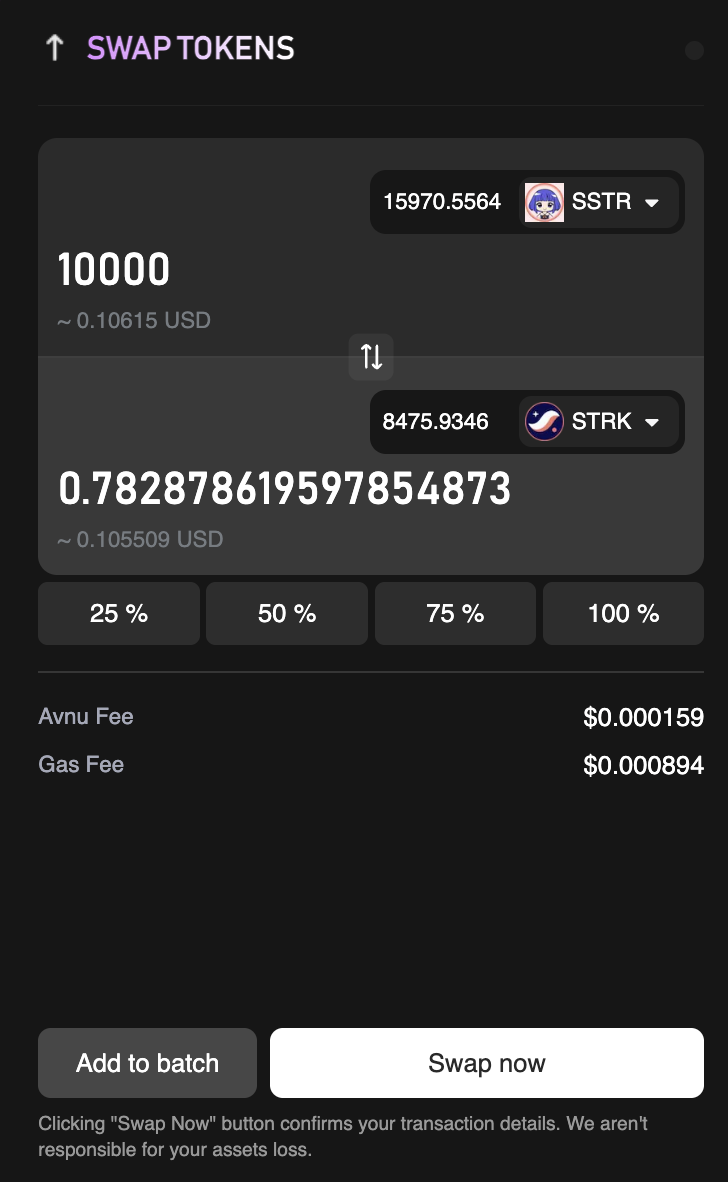 SWAP TOKENS
15970.5564 SSTR
10000
~ 0.10615 USD
8475.9346 STRK
0.782878619597854873
~ 0.105509 USD
25 % 50 % 75 % 100 %
Avnu Fee $0.000159
Gas Fee $0.000894
Add to batch Swap now
Clicking "Swap Now" button confirms your transaction details. We aren't
responsible for your assets loss.